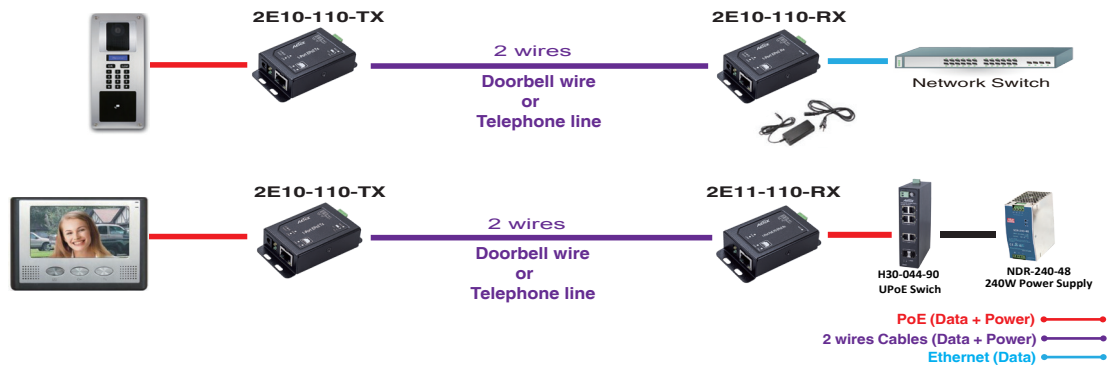 2E10-110-TX
2E10-110-RX
2 wires
Doorbell wire
or
Telephone line
Network Switch
2E10-110-TX
2E11-110-RX
2 wires
Doorbell wire
or
Telephone line
H30-044-90
UPoE Swich
NDR-240-48
240W Power Supply
PoE (Data + Power)
2 wires Cables (Data + Power)
Ethernet (Data)